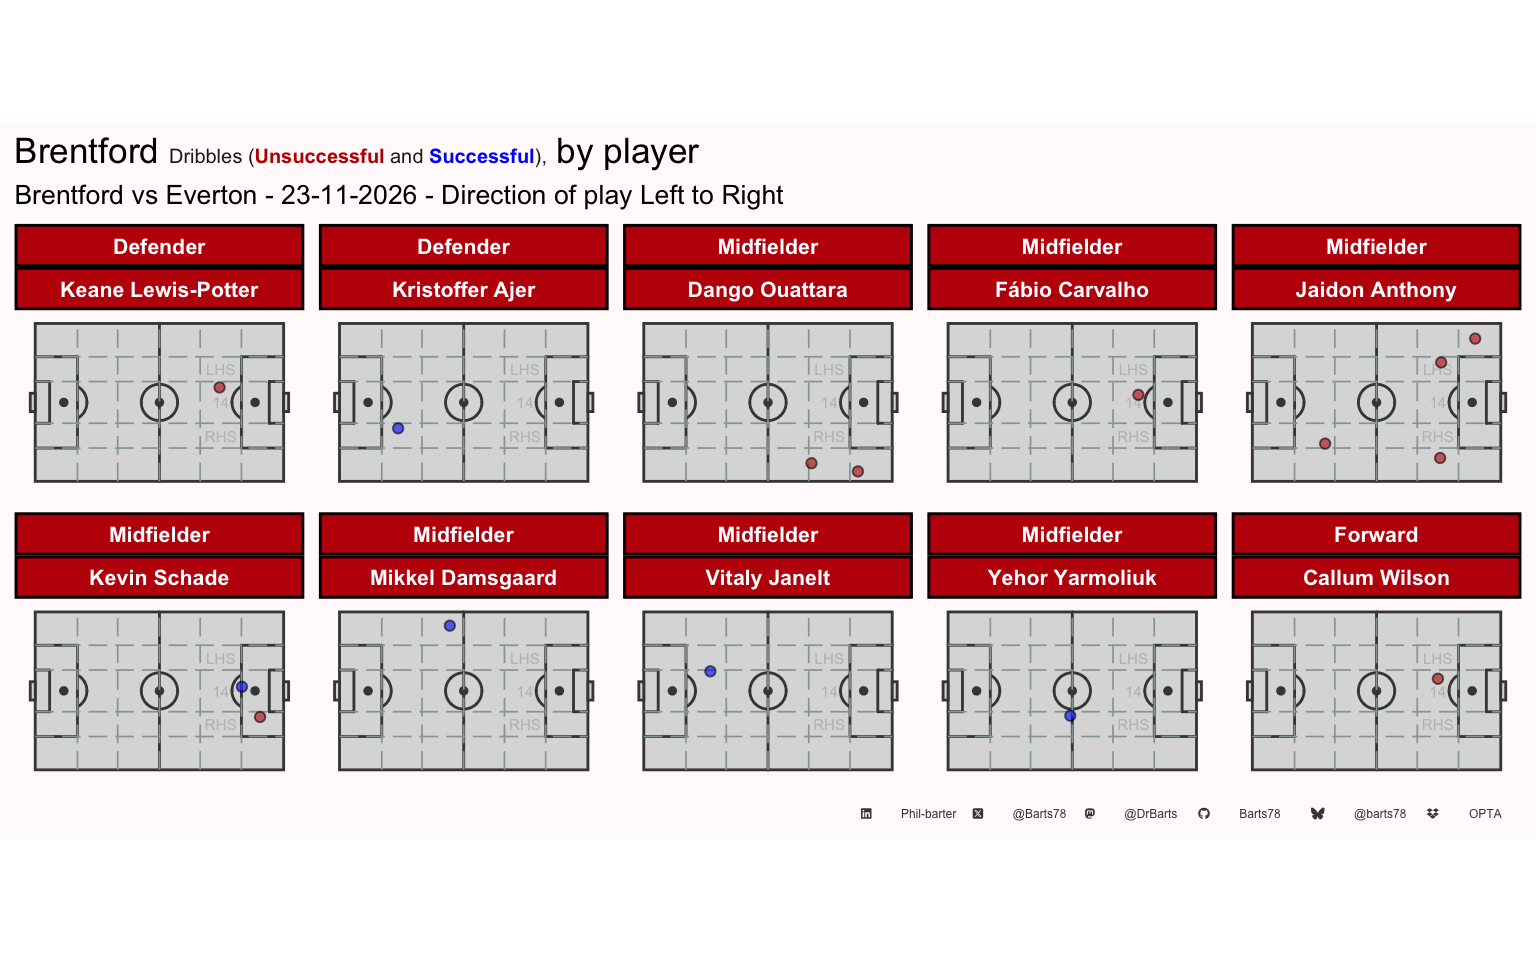 Brentford Dribbles (Unsuccessful and Successful), by player
Brentford vs Everton - 23-11-2026 - Direction of play Left to Right
Defender Defender Midfielder Midfielder Midfielder
Keane Lewis-Potter Kristoffer Ajer Dango Ouattara Fábio Carvalho Jaidon Anthony
LHS LHS LHS LHS LHS
14 14 14 14 14
RHS RHS RHS RHS RHS
Midfielder Midfielder Midfielder Midfielder Forward
Kevin Schade Mikkel Damsgaard Vitaly Janelt Yehor Yarmoliuk Callum Wilson
LHS LHS LHS LHS LHS
14 14 14 14 14
RHS RHS RHS RHS RHS
Phil-barter @Barts78 @DrBarts Barts78 @barts78 OPTA